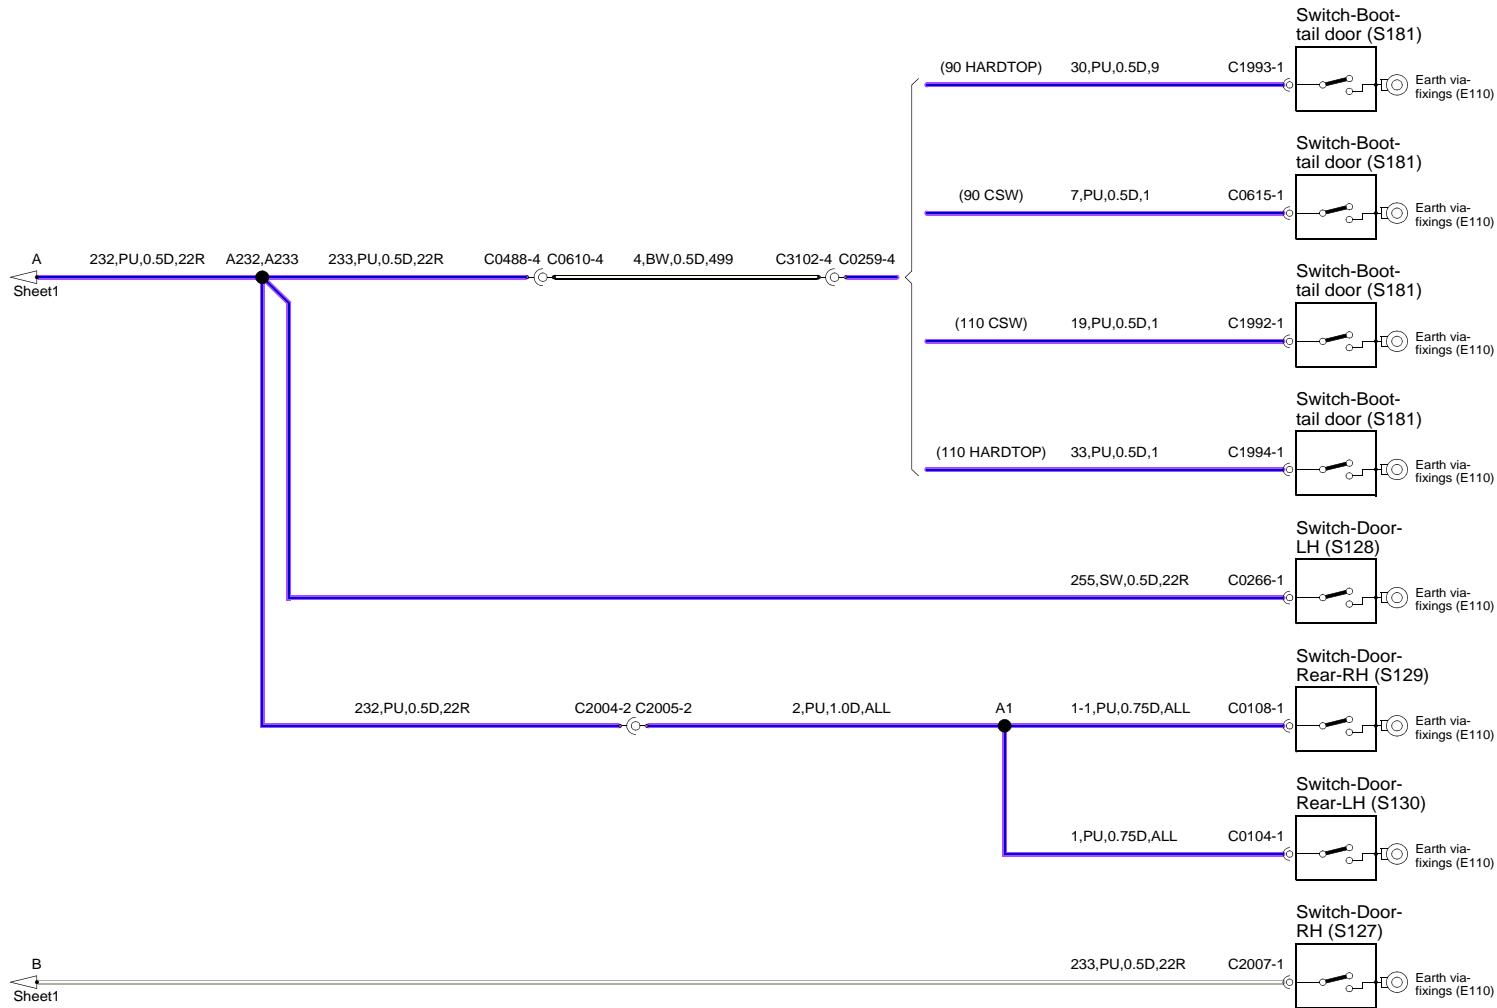 Switch-Boot-
tail door (S181)
(90 HARDTOP) 30,PU,0.5D,9 C1993-1
Earth via-
fixings (E110)
Switch-Boot-
tail door (S181)
(90 CSW) 7,PU,0.5D,1 C0615-1
Earth via-
fixings (E110)
A 232,PU,0.5D,22R A232,A233 233,PU,0.5D,22R C0488-4 C0610-4 4,BW,0.5D,499 C3102-4 C0259-4
Sheet1
Switch-Boot-
tail door (S181)
(110 CSW) 19,PU,0.5D,1 C1992-1
Earth via-
fixings (E110)
Switch-Boot-
tail door (S181)
(110 HARDTOP) 33,PU,0.5D,1 C1994-1
Earth via-
fixings (E110)
Switch-Door-
LH (S128)
255,SW,0.5D,22R C0266-1
Earth via-
fixings (E110)
Switch-Door-
Rear-RH (S129)
232,PU,0.5D,22R C2004-2 C2005-2 2,PU,1.0D,ALL A1 1-1,PU,0.75D,ALL C0108-1
Earth via-
fixings (E110)
Switch-Door-
Rear-LH (S130)
1,PU,0.75D,ALL C0104-1
Earth via-
fixings (E110)
Switch-Door-
RH (S127)
B 233,PU,0.5D,22R C2007-1
Sheet1
Earth via-
fixings (E110)